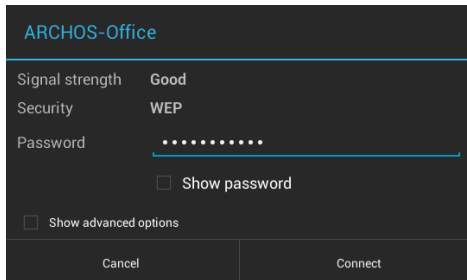 ARCHOS-Office
Signal strength Good
Security WEP
Password •••••••••••
Show password
Show advanced options
Cancel Connect